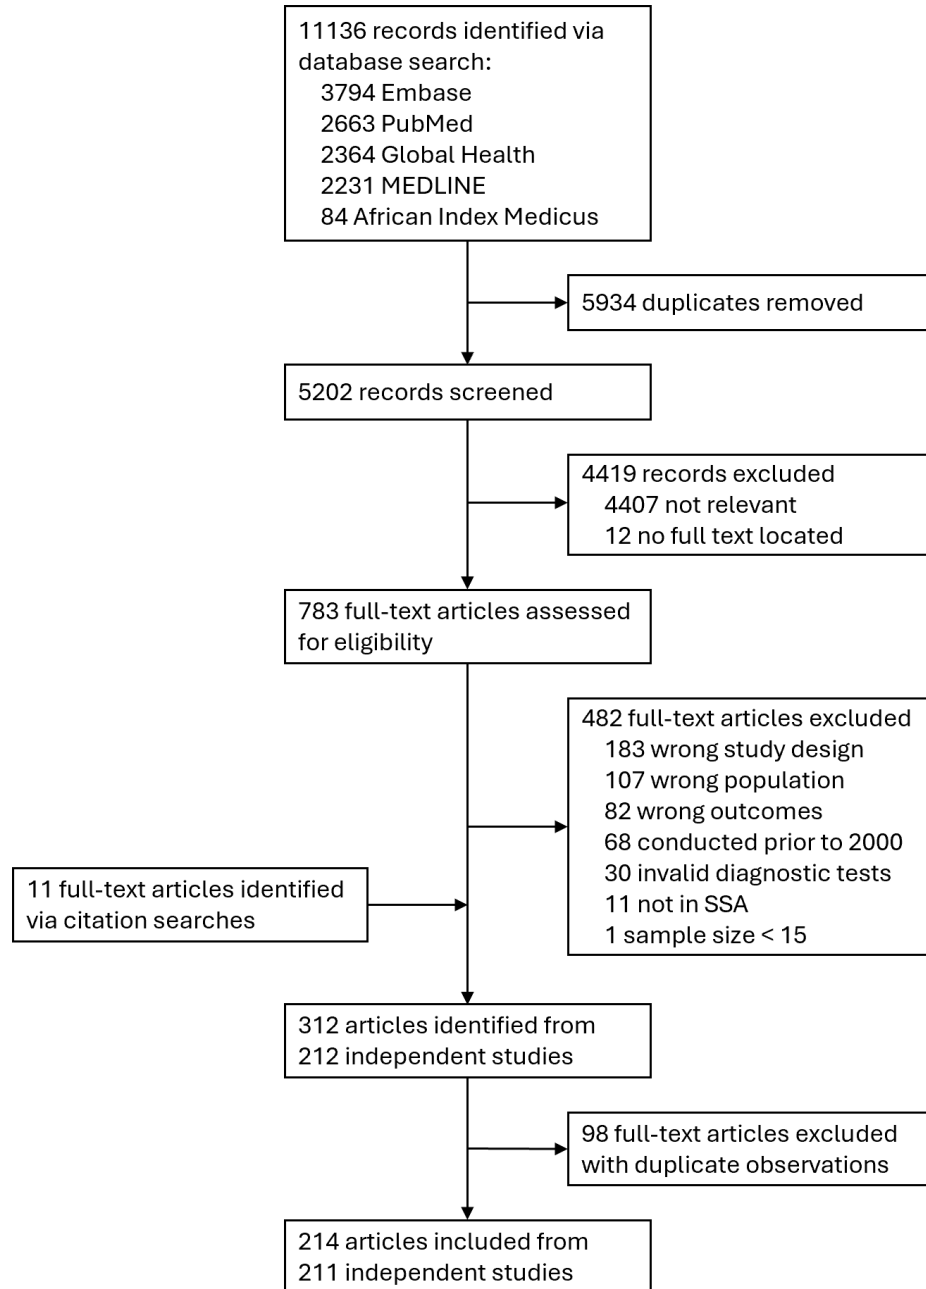 11136 records identified via
database search:
3794 Embase
2663 PubMed
2364 Global Health
2231 MEDLINE
84 African Index Medicus
5934 duplicates removed
5202 records screened
4419 records excluded
4407 not relevant
12 no full text located
783 full-text articles assessed
for eligibility
482 full-text articles excluded
183 wrong study design
107 wrong population
82 wrong outcomes
68 conducted prior to 2000
30 invalid diagnostic tests
11 not in SSA
1 sample size < 15
11 full-text articles identified
via citation searches
312 articles identified from
212 independent studies
98 full-text articles excluded
with duplicate observations
214 articles included from
211 independent studies